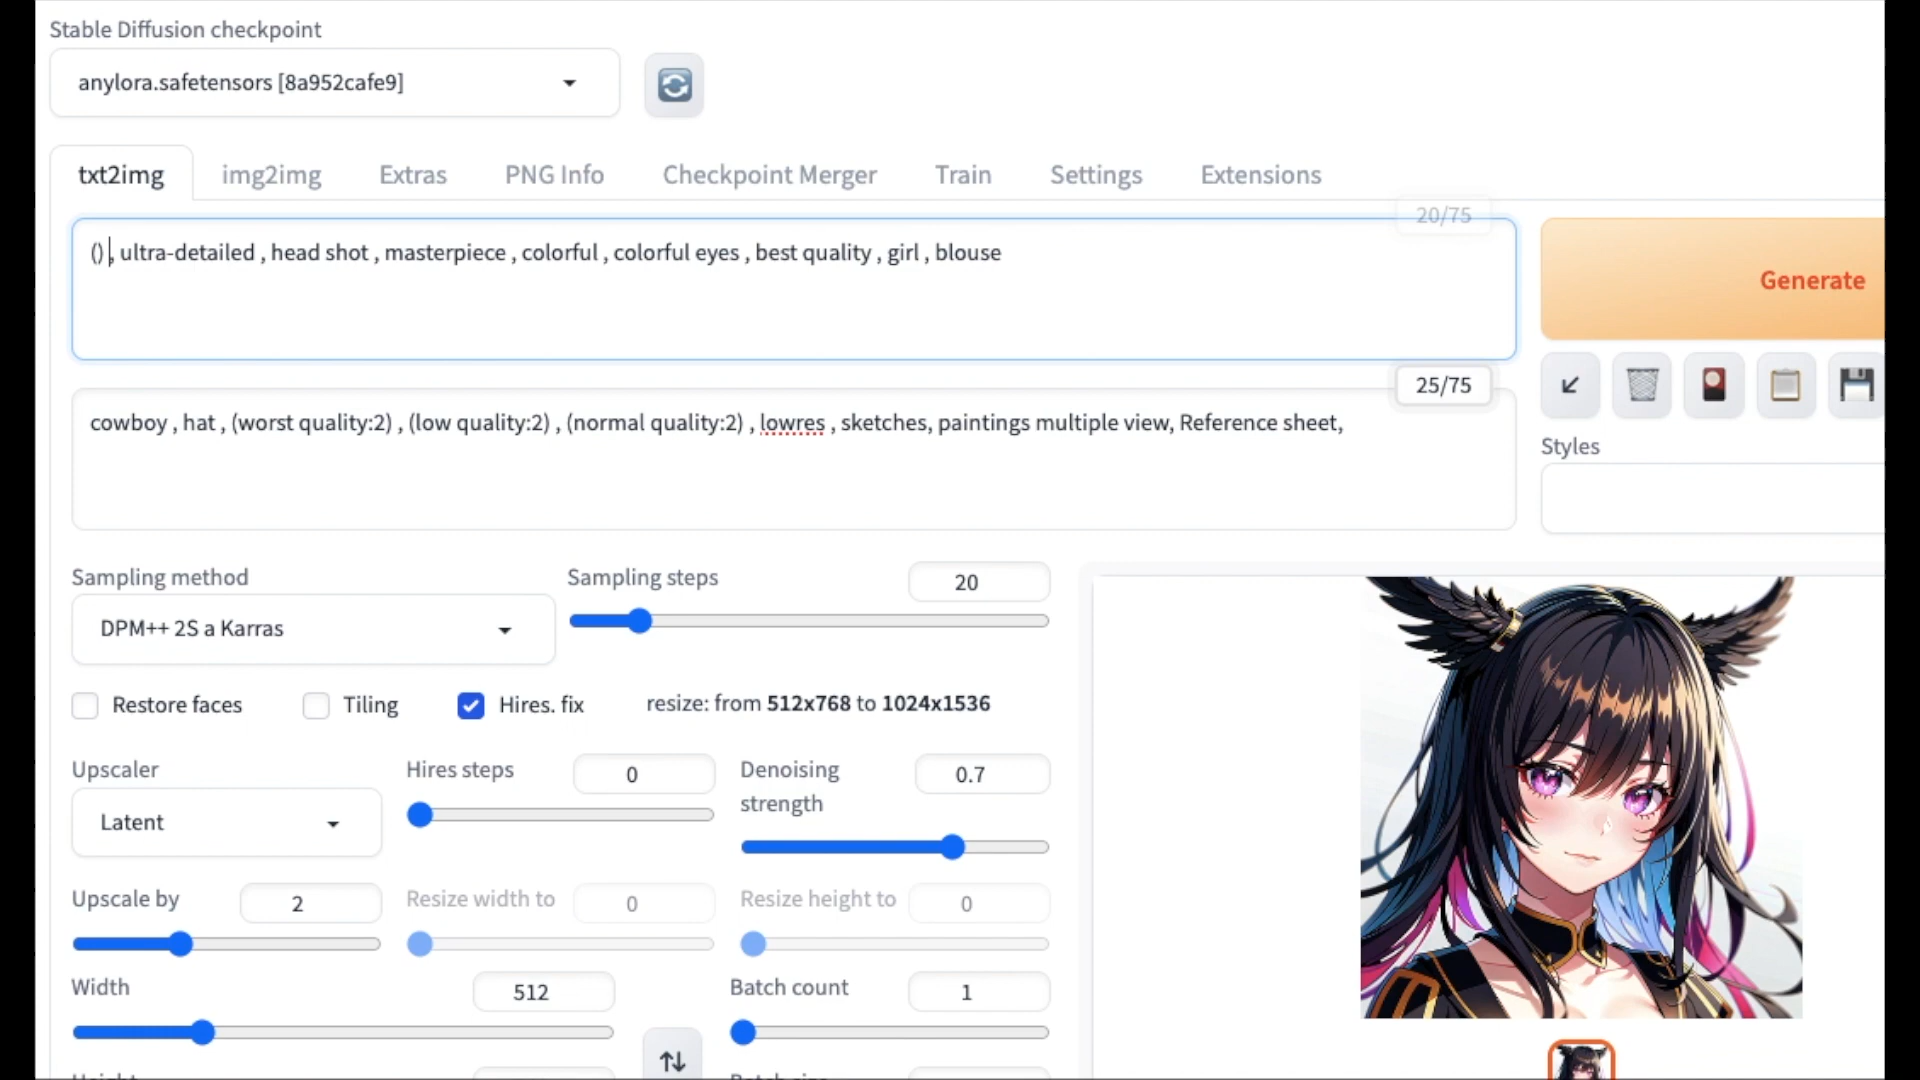 Stable Diffusion checkpoint
anylora.safetensors [8a952cafe9]
txt2img img2img Extras PNG Info Checkpoint Merger Train Settings Extensions
20/75
() , ultra-detailed , head shot , masterpiece , colorful , colorful eyes , best quality , girl , blouse
Generate
25/75
cowboy , hat , (worst quality:2) , (low quality:2) , (normal quality:2) , lowres , sketches, paintings multiple view, Reference sheet,
Styles
Sampling method
DPM++ 2S a Karras
Sampling steps 20
Restore faces Tiling Hires. fix resize: from 512x768 to 1024x1536
Upscaler
Latent
Hires steps 0
Denoising strength 0.7
Upscale by 2
Resize width to 0
Resize height to 0
Width 512
Batch count 1